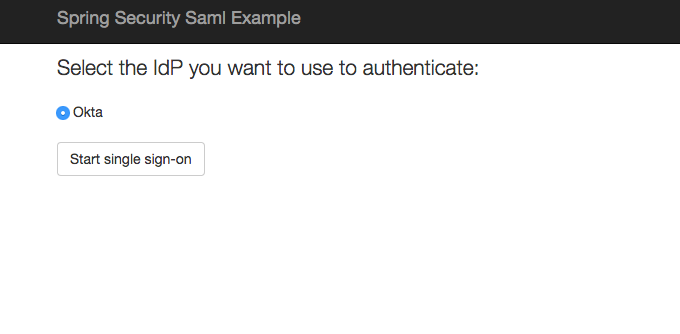 Spring Security Saml Example
Select the IdP you want to use to authenticate:
Okta
Start single sign-on